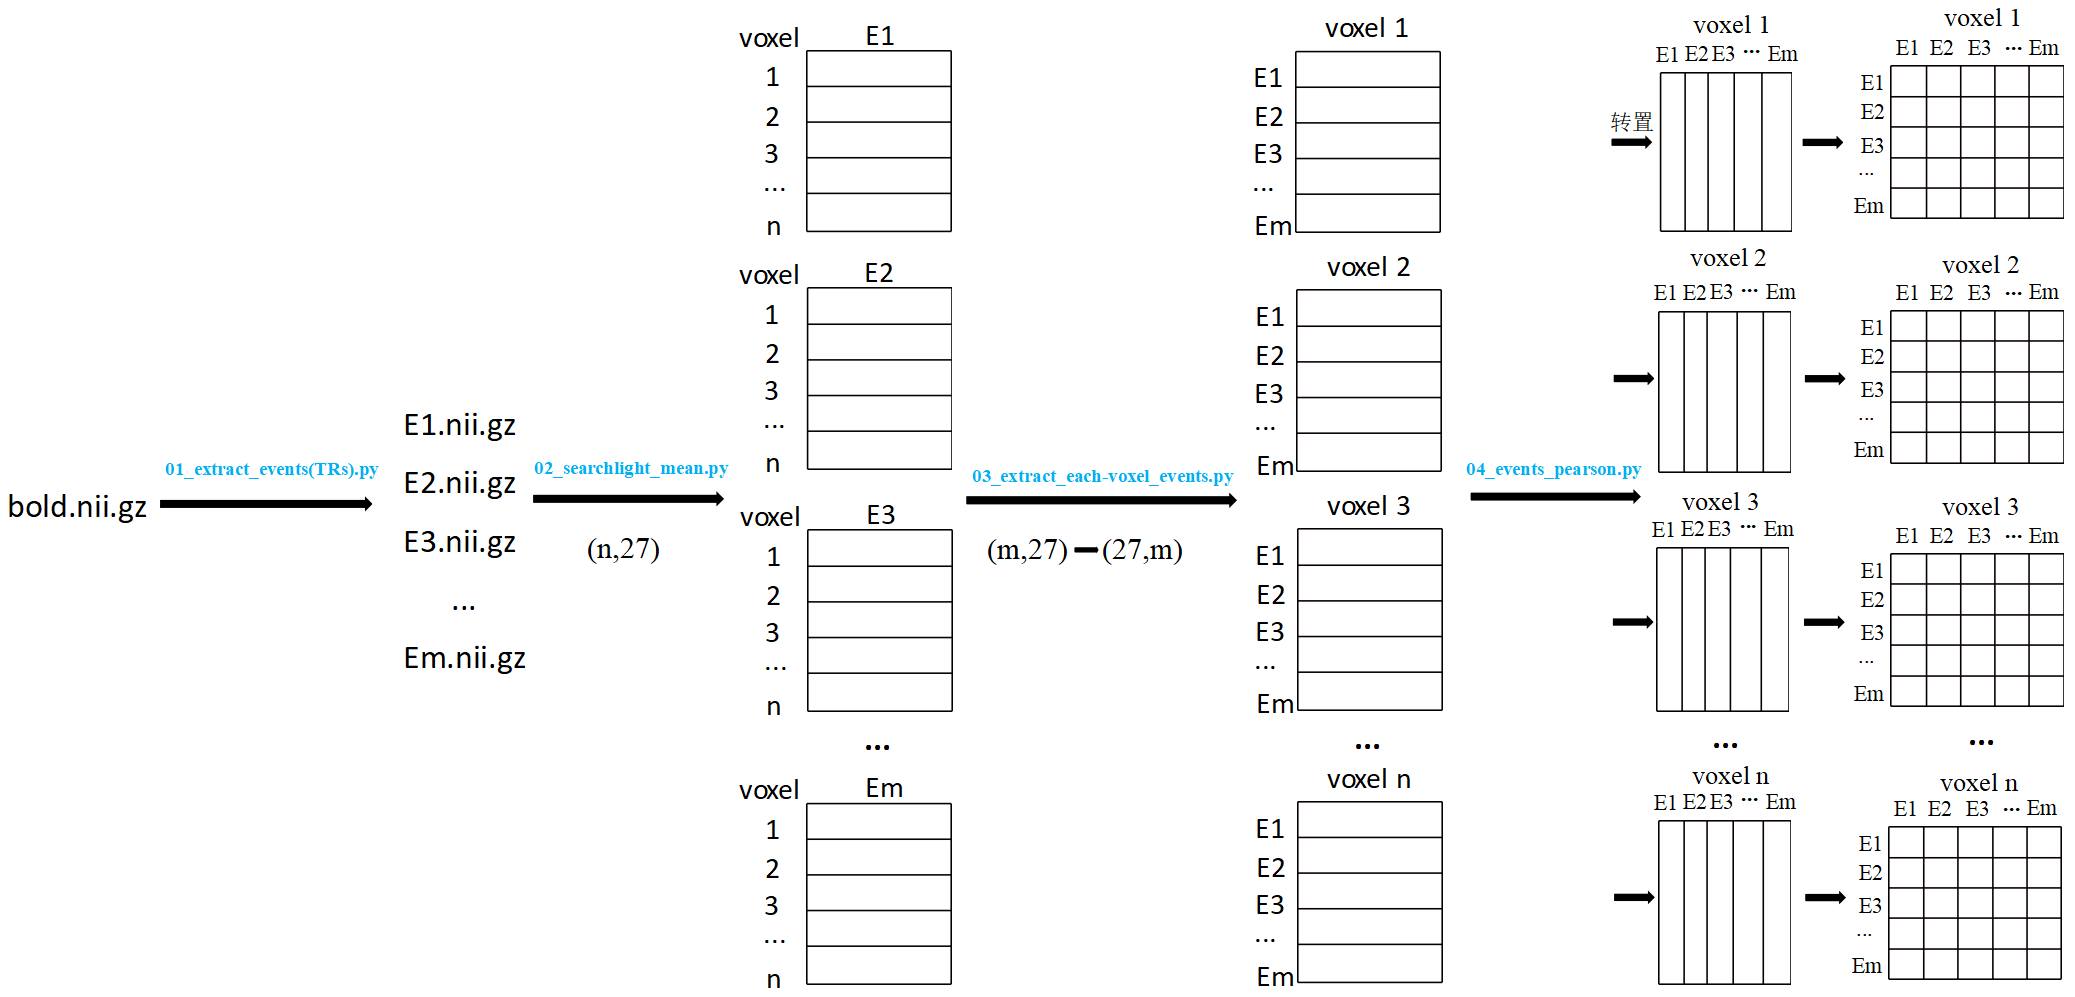 bold.nii.gz
01_extract_events(TRs).py
E1.nii.gz
E2.nii.gz
E3.nii.gz
...
Em.nii.gz
02_searchlight_mean.py
(n,27)
voxel E1
1
2
3
...
n
voxel E2
1
2
3
...
n
voxel E3
1
2
3
...
n
...
voxel Em
1
2
3
...
n
03_extract_each-voxel_events.py
(m,27) — (27,m)
voxel 1
E1
E2
E3
...
Em
voxel 2
E1
E2
E3
...
Em
voxel 3
E1
E2
E3
...
Em
...
voxel n
E1
E2
E3
...
Em
04_events_pearson.py
转置
voxel 1
E1 E2 E3 ... Em
voxel 2
E1 E2 E3 ... Em
voxel 3
E1 E2 E3 ... Em
...
voxel n
E1 E2 E3 ... Em
voxel 1
E1 E2 E3 ... Em
E1
E2
E3
...
Em
voxel 2
E1 E2 E3 ... Em
E1
E2
E3
...
Em
voxel 3
E1 E2 E3 ... Em
E1
E2
E3
...
Em
...
voxel n
E1 E2 E3 ... Em
E1
E2
E3
...
Em